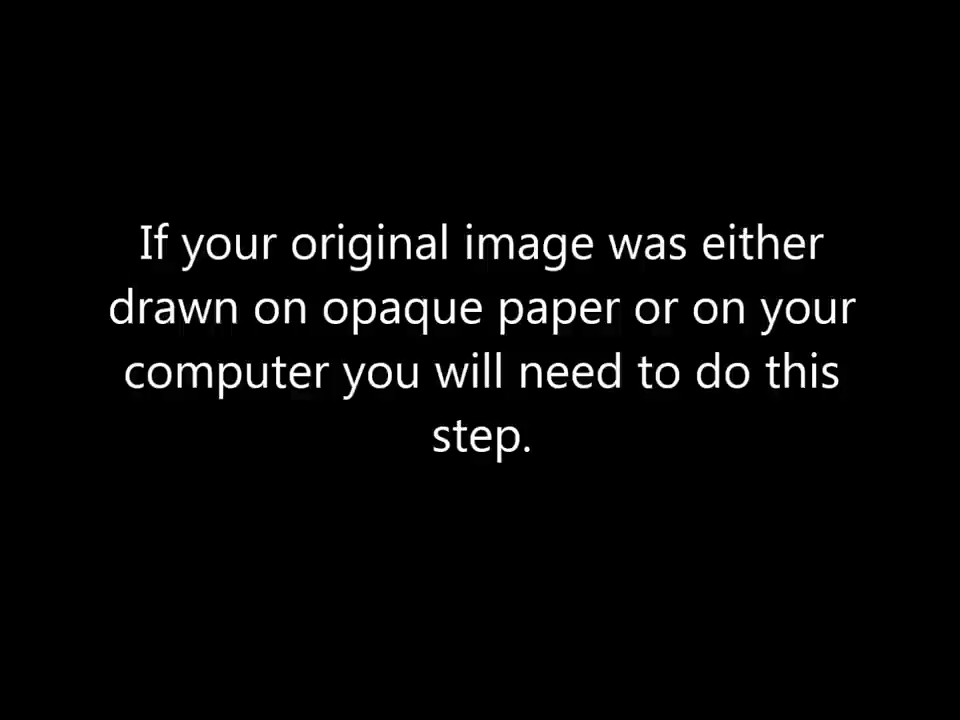 If your original image was either
drawn on opaque paper or on your
computer you will need to do this
step.